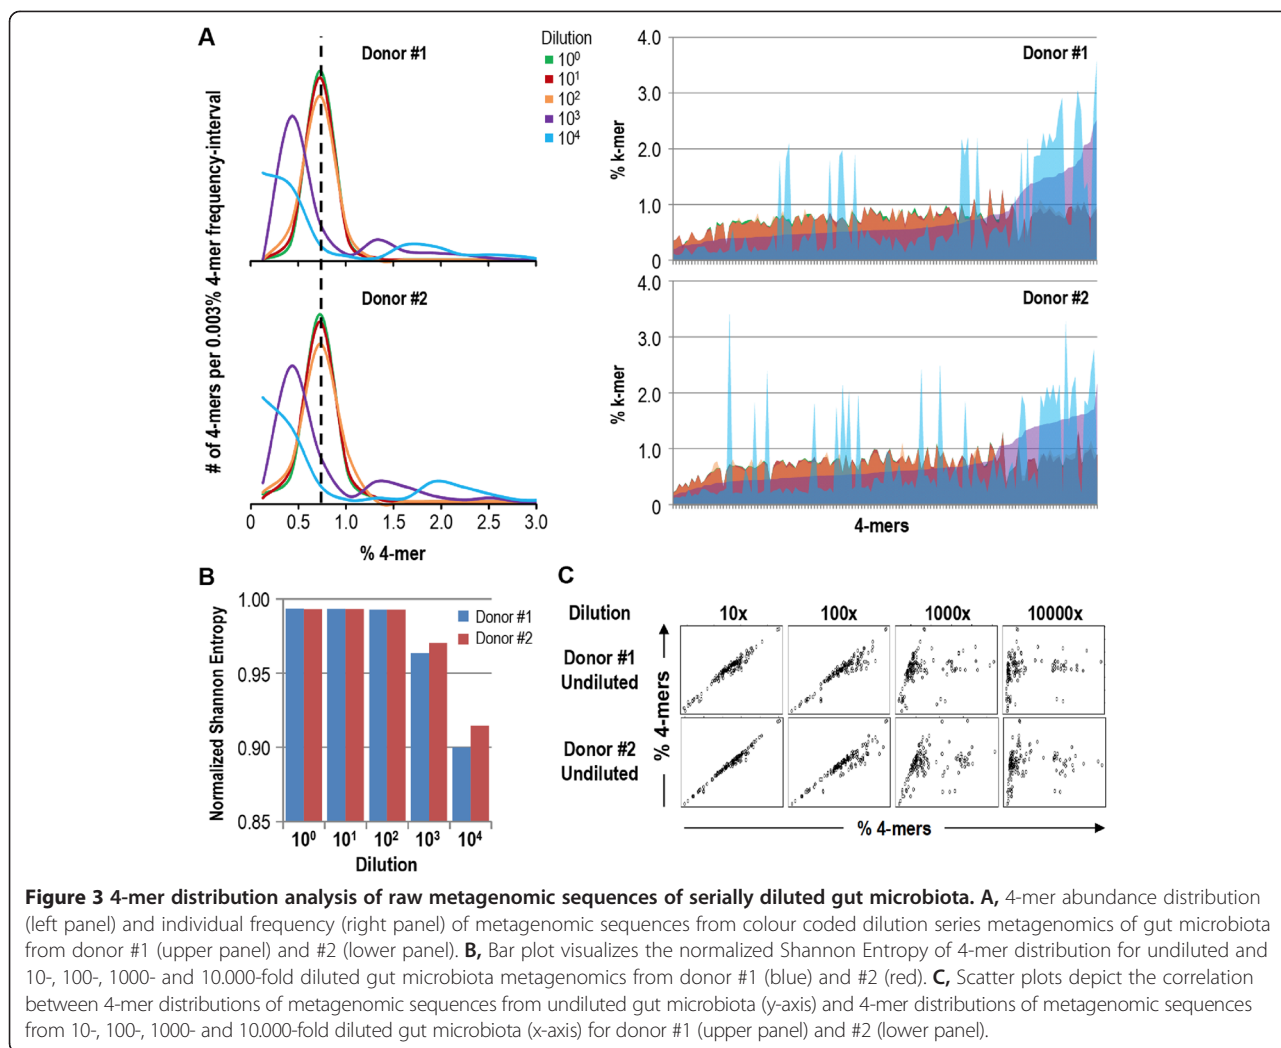 A
Donor #1
Dilution
10⁰
10¹
10²
10³
10⁴
# of 4-mers per 0.003% 4-mer frequency-interval
Donor #2
0 0.5 1.0 1.5 2.0 2.5 3.0
% 4-mer
4.0
3.0
2.0
1.0
0
% k-mer
Donor #1
4.0
3.0
2.0
1.0
0
% k-mer
Donor #2
4-mers
B
1.00
0.95
0.90
0.85
Normalized Shannon Entropy
Donor #1
Donor #2
10⁰ 10¹ 10² 10³ 10⁴
Dilution
C
Dilution 10x 100x 1000x 10000x
Donor #1
Undiluted
Donor #2
Undiluted
% 4-mers
% 4-mers
Figure 3 4-mer distribution analysis of raw metagenomic sequences of serially diluted gut microbiota. A, 4-mer abundance distribution
(left panel) and individual frequency (right panel) of metagenomic sequences from colour coded dilution series metagenomics of gut microbiota
from donor #1 (upper panel) and #2 (lower panel). B, Bar plot visualizes the normalized Shannon Entropy of 4-mer distribution for undiluted and
10-, 100-, 1000- and 10.000-fold diluted gut microbiota metagenomics from donor #1 (blue) and #2 (red). C, Scatter plots depict the correlation
between 4-mer distributions of metagenomic sequences from undiluted gut microbiota (y-axis) and 4-mer distributions of metagenomic sequences
from 10-, 100-, 1000- and 10.000-fold diluted gut microbiota (x-axis) for donor #1 (upper panel) and #2 (lower panel).